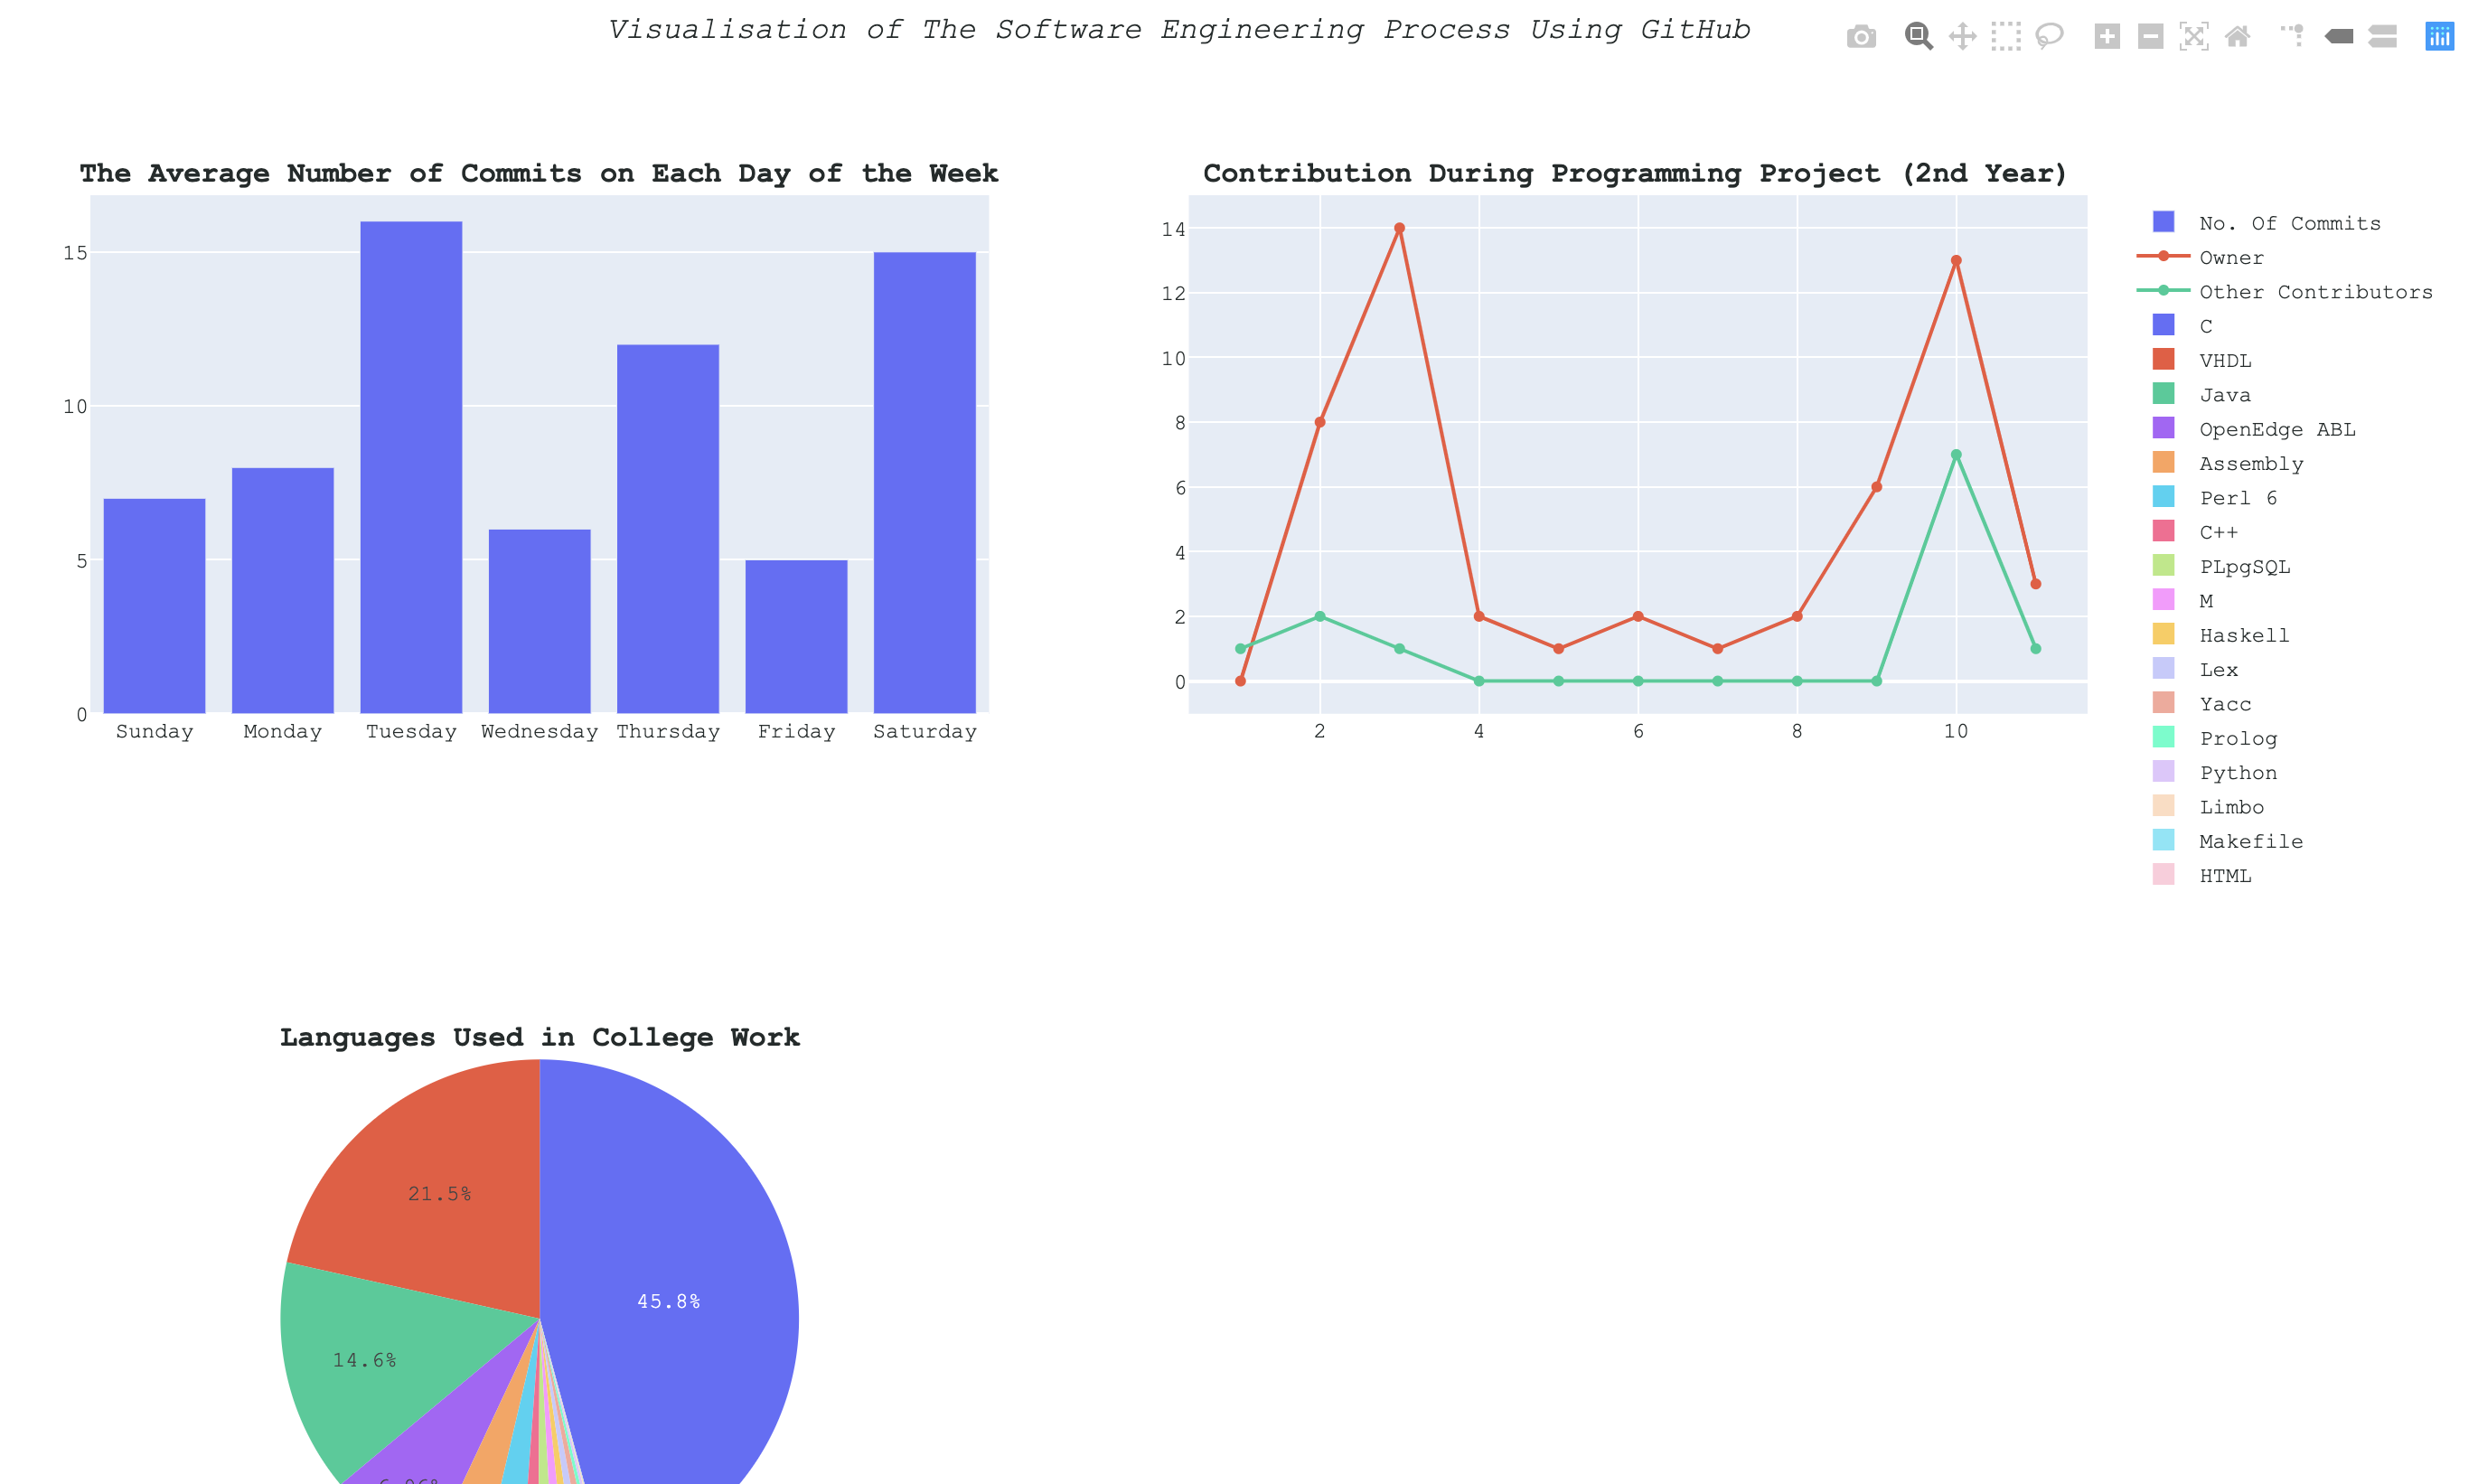 Visualisation of The Software Engineering Process Using GitHub
The Average Number of Commits on Each Day of the Week
15
10
5
0
Sunday Monday Tuesday Wednesday Thursday Friday Saturday
Contribution During Programming Project (2nd Year)
14
12
10
8
6
4
2
0
2 4 6 8 10
No. Of Commits
Owner
Other Contributors
C
VHDL
Java
OpenEdge ABL
Assembly
Perl 6
C++
PLpgSQL
M
Haskell
Lex
Yacc
Prolog
Python
Limbo
Makefile
HTML
Languages Used in College Work
21.5%
45.8%
14.6%